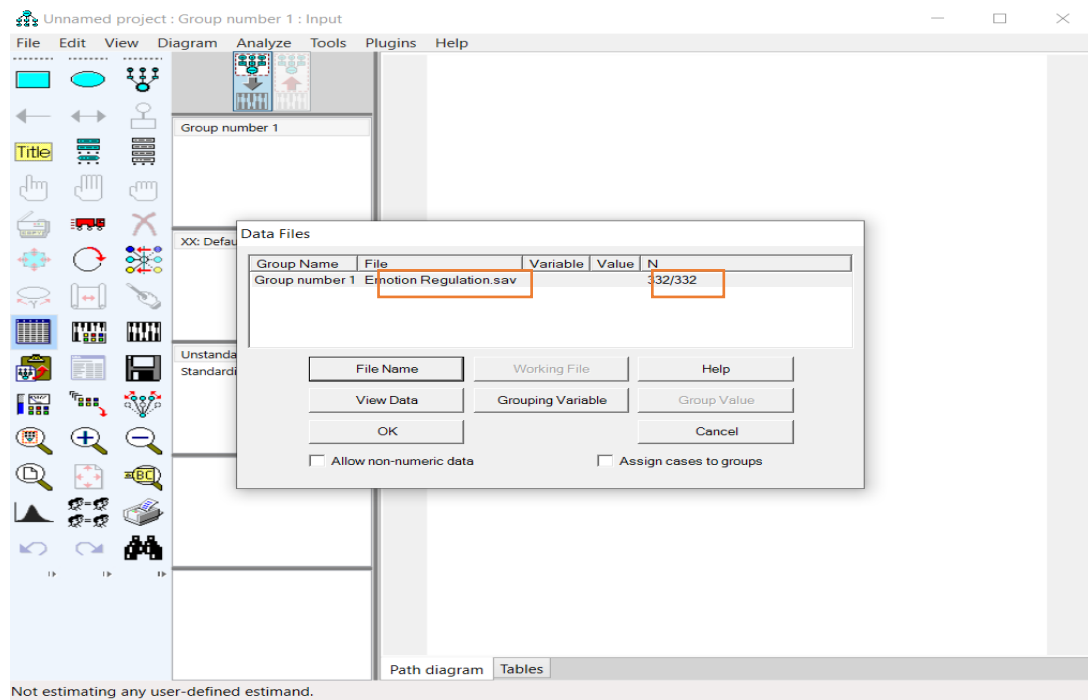 Unnamed project : Group number 1 : Input
File Edit View Diagram Analyze Tools Plugins Help
Group number 1
Title
XX: Defau
Unstanda
Standardi
Data Files
Group Name File Variable Value N
Group number 1 Emotion Regulation.sav 332/332
File Name Working File Help
View Data Grouping Variable Group Value
OK Cancel
Allow non-numeric data Assign cases to groups
Path diagram Tables
Not estimating any user-defined estimand.